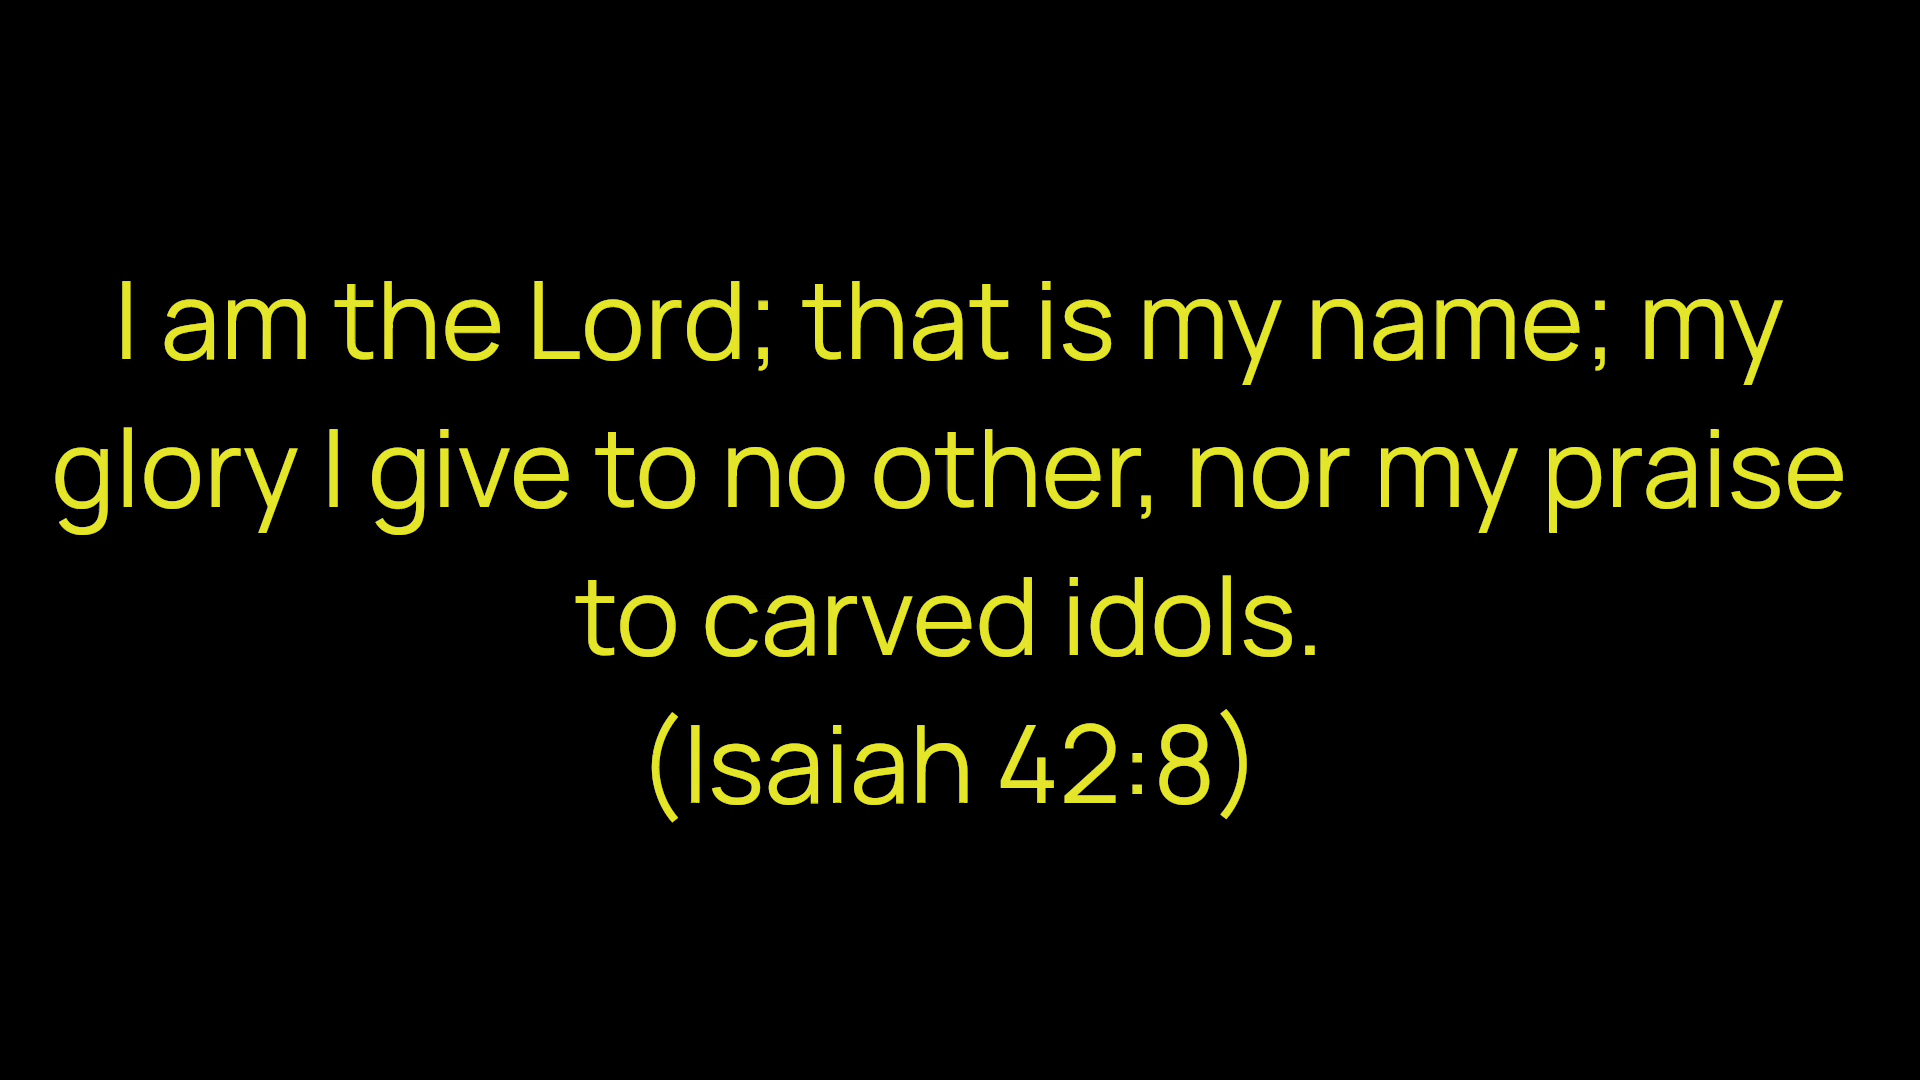 I am the Lord; that is my name; my
glory I give to no other, nor my praise
to carved idols.
(Isaiah 42:8)